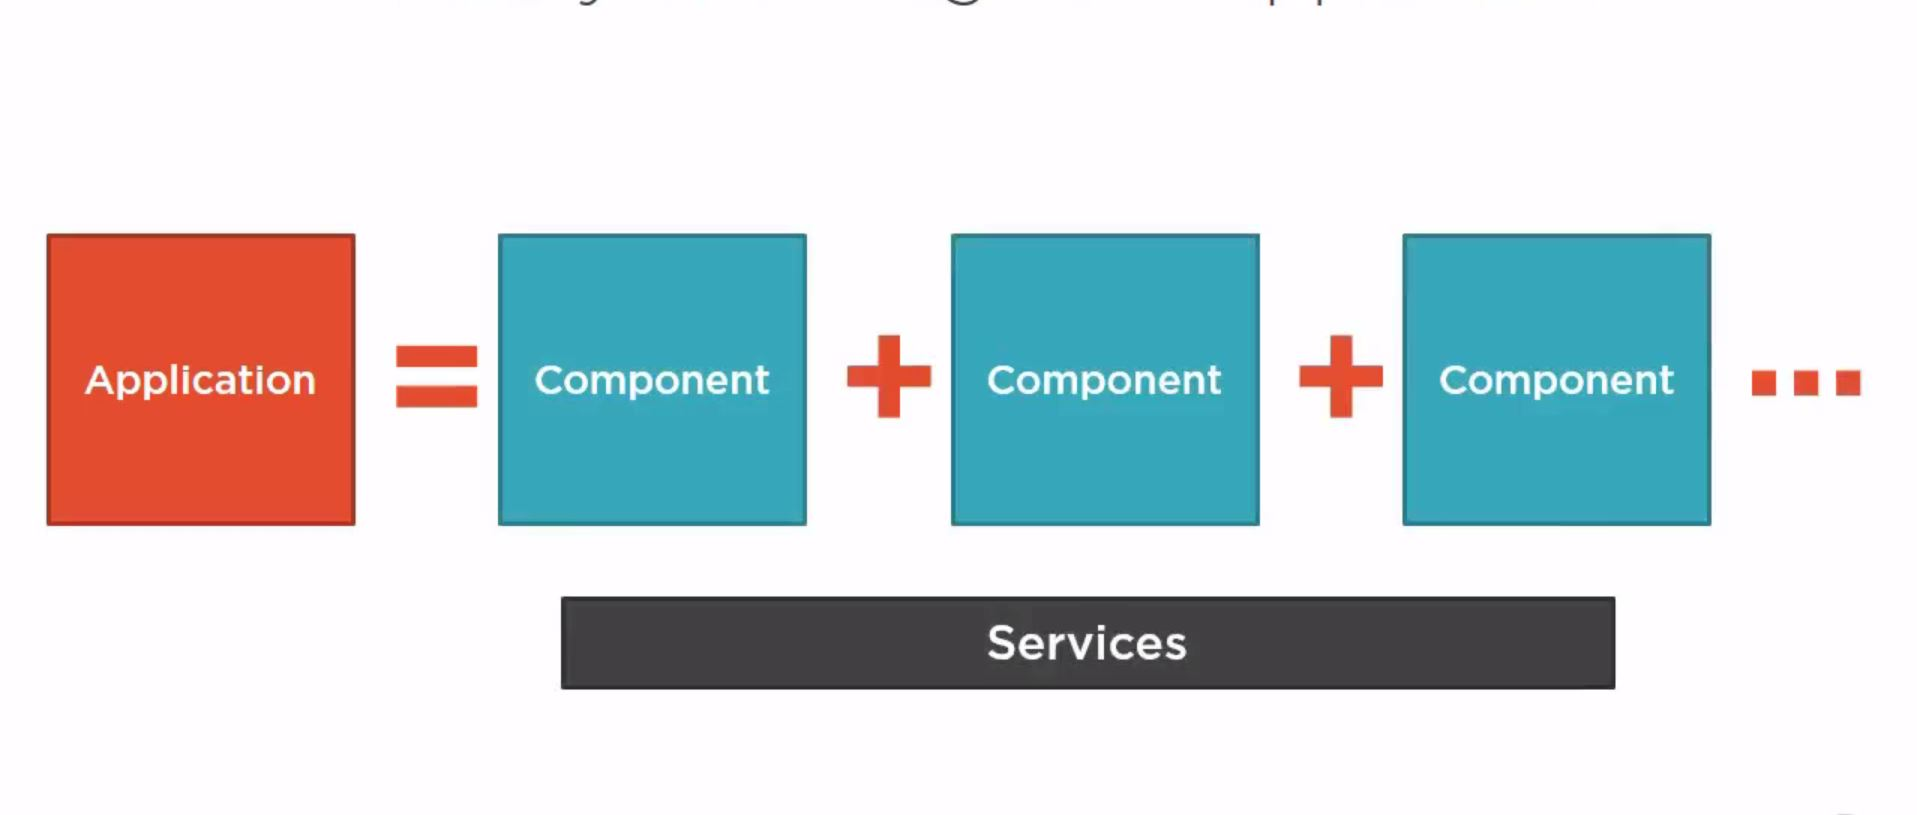 Application = Component + Component + Component ...
Services